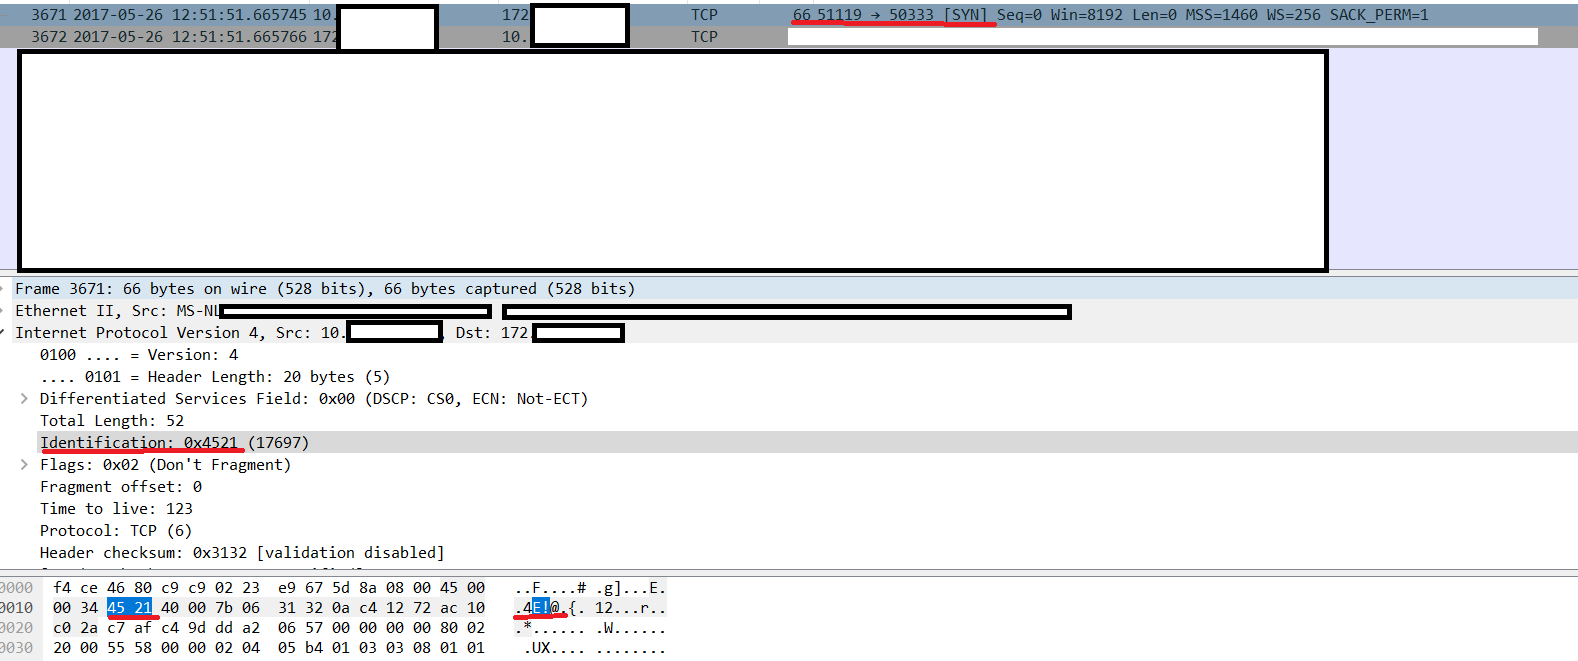 3671 2017-05-26 12:51:51.665745 10. 172 TCP 66 51119 → 50333 [SYN] Seq=0 Win=8192 Len=0 MSS=1460 WS=256 SACK_PERM=1
3672 2017-05-26 12:51:51.665766 172 10. TCP
Frame 3671: 66 bytes on wire (528 bits), 66 bytes captured (528 bits)
Ethernet II, Src: MS-NL
Internet Protocol Version 4, Src: 10. Dst: 172
0100 .... = Version: 4
.... 0101 = Header Length: 20 bytes (5)
Differentiated Services Field: 0x00 (DSCP: CS0, ECN: Not-ECT)
Total Length: 52
Identification: 0x4521 (17697)
Flags: 0x02 (Don't Fragment)
Fragment offset: 0
Time to live: 123
Protocol: TCP (6)
Header checksum: 0x3132 [validation disabled]
0000 f4 ce 46 80 c9 c9 02 23 e9 67 5d 8a 08 00 45 00 ..F....# .g]...E.
0010 00 34 45 21 40 00 7b 06 31 32 0a c4 12 72 ac 10 .4E!@.{. 12...r..
0020 c0 2a c7 af c4 9d dd a2 06 57 00 00 00 00 80 02 .*...... .W......
0030 20 00 55 58 00 00 02 04 05 b4 01 03 03 08 01 01 .UX.... ........